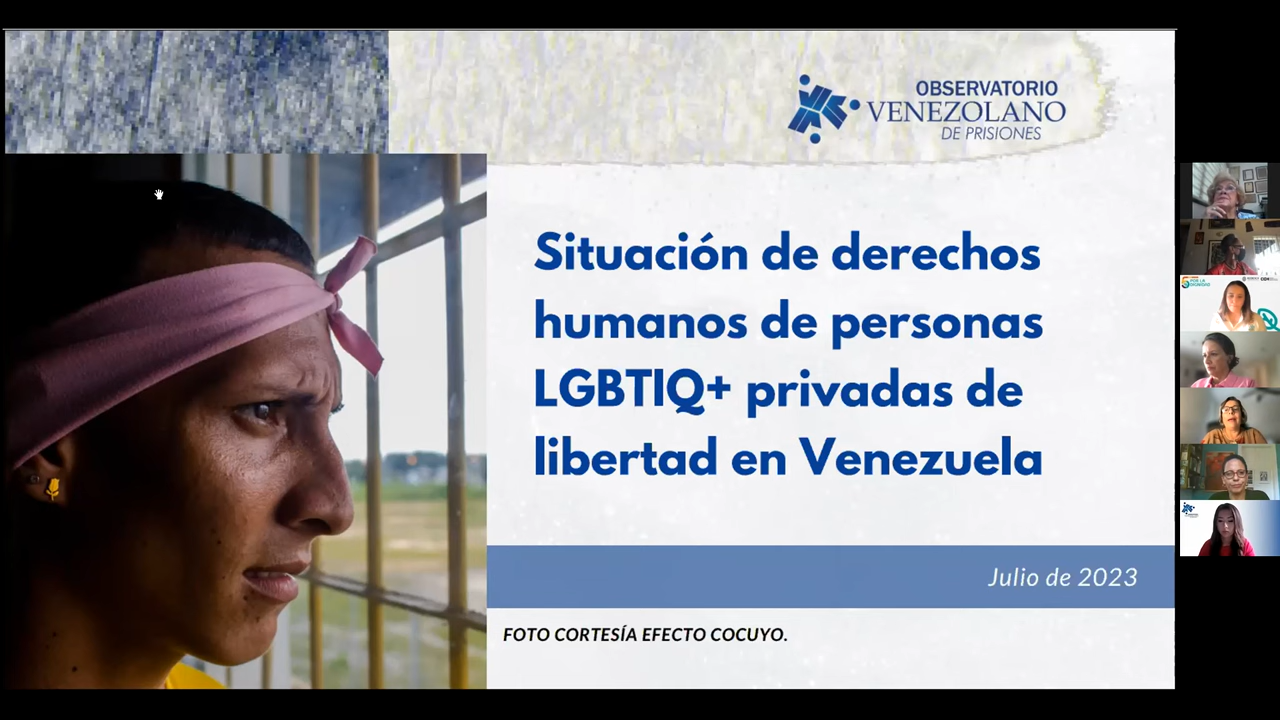 OBSERVATORIO
VENEZOLANO
DE PRISIONES
Situación de derechos
humanos de personas
LGBTIQ+ privadas de
libertad en Venezuela
Julio de 2023
FOTO CORTESÍA EFECTO COCUYO.